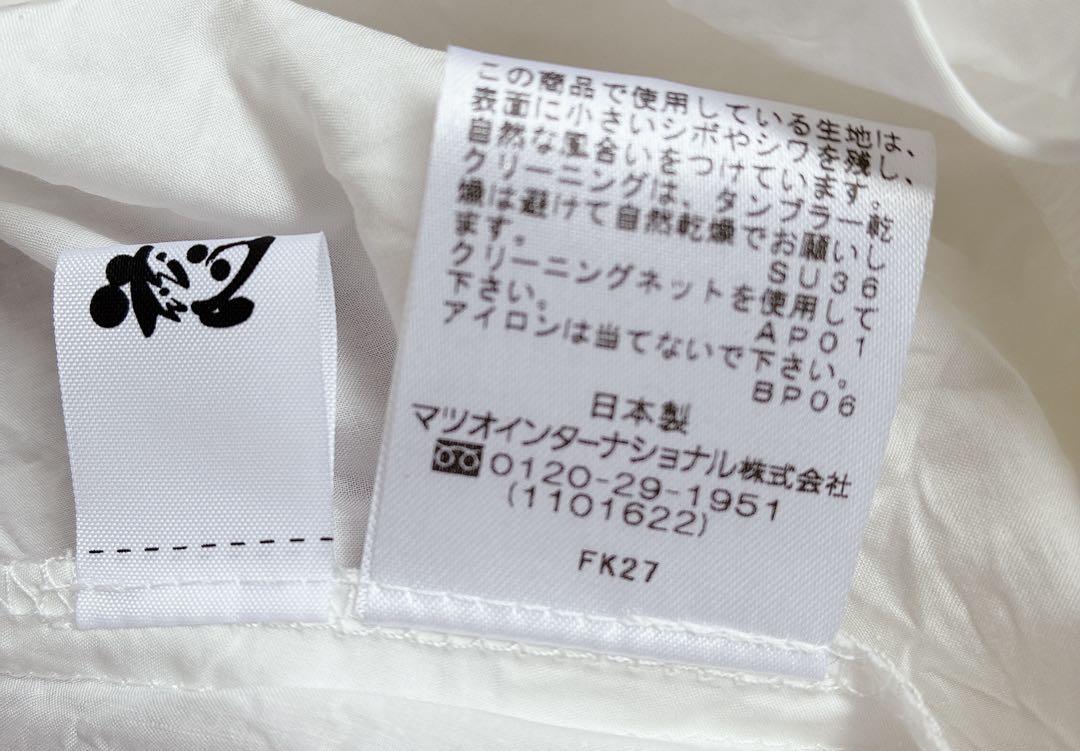 この商品で使用している生地は、
表面に小さいシボやシワを残し、
自然な風合いをつけています。
クリーニングは、タンブラー乾
燥は避けて自然乾燥でお願いし
ます。
SU36
クリーニングネットを使用して
下さい。
AP01
アイロンは当てないで下さい。
BP06
日本製
マツオインターナショナル株式会社
0120-29-1951
(1101622)
FK27